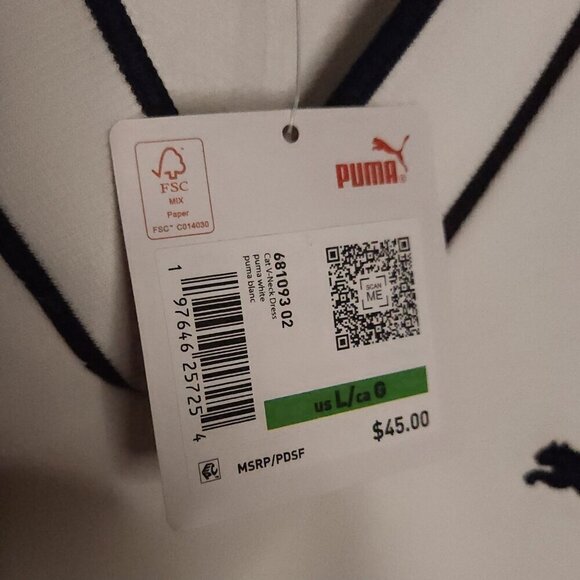 FSC
MIX
Paper
FSC™ C014030
PUMA®
681093 02
Cat V-Neck Dress
puma white
puma blanc
1 97646 25725 4
SCAN
ME
US L/CA G
$45.00
MSRP/PDSF